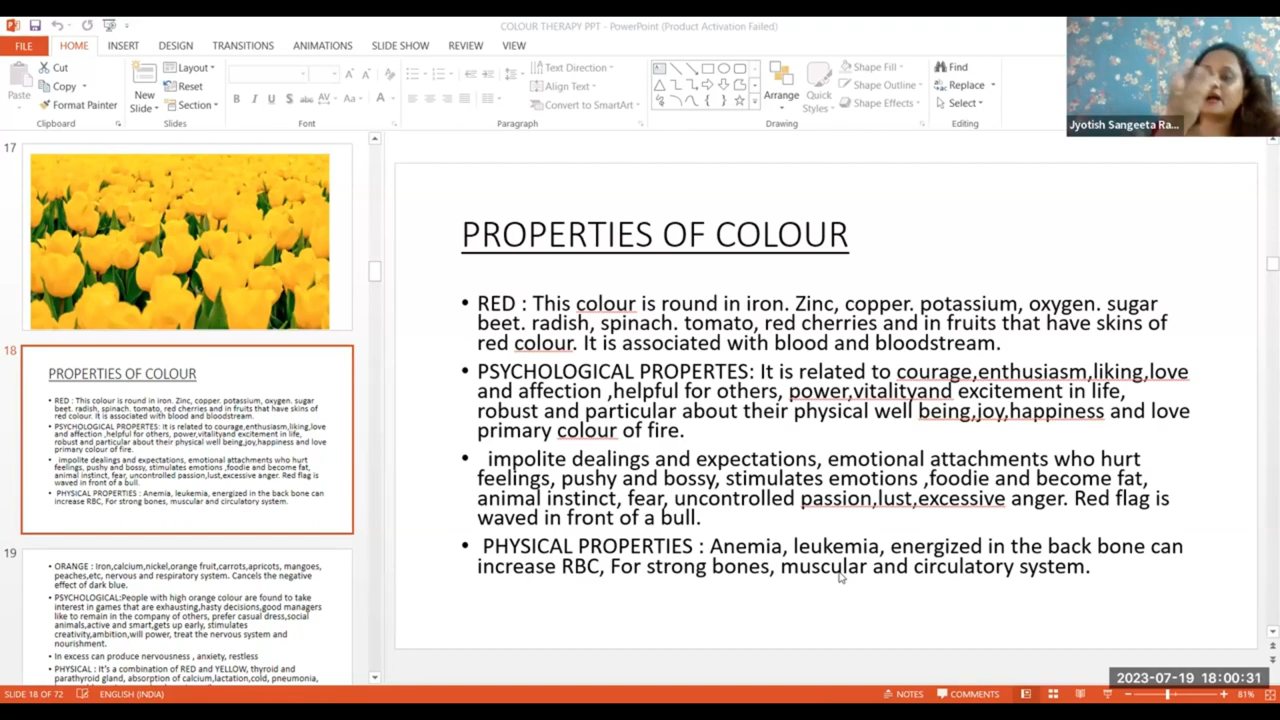 COLOUR THERAPY PPT - PowerPoint (Product Activation Failed)
FILE HOME INSERT DESIGN TRANSITIONS ANIMATIONS SLIDE SHOW REVIEW VIEW
Cut
Copy
Format Painter
Paste
Clipboard
New
Slide
Layout
Reset
Section
Slides
B I U S abc AV Aa A
Font
Text Direction
Align Text
Convert to SmartArt
Paragraph
Arrange
Quick
Styles
Shape Fill
Shape Outline
Shape Effects
Drawing
Find
Replace
Select
Editing
Jyotish Sangeeta Ra...
17
18
PROPERTIES OF COLOUR
• RED : This colour is round in iron. Zinc, copper. potassium, oxygen. sugar
beet. radish, spinach. tomato, red cherries and in fruits that have skins of
red colour. It is associated with blood and bloodstream.
• PSYCHOLOGICAL PROPERTES: It is related to courage,enthusiasm,liking,love
and affection ,helpful for others, power,vitalityand excitement in life,
robust and particular about their physical well being,joy,happiness and love
primary colour of fire.
• impolite dealings and expectations, emotional attachments who hurt
feelings, pushy and bossy, stimulates emotions ,foodie and become fat,
animal instinct, fear, uncontrolled passion,lust,excessive anger. Red flag is
waved in front of a bull.
• PHYSICAL PROPERTIES : Anemia, leukemia, energized in the back bone can
increase RBC, For strong bones, muscular and circulatory system.
19
• ORANGE : Iron,calcium,nickel,orange fruit,carrots,apricots, mangoes,
peaches,etc, nervous and respiratory system. Cancels the negative
effect of dark blue.
• PSYCHOLOGICAL:People with high orange colour are found to take
interest in games that are exhausting,hasty decisions,good managers
like to remain in the company of others, prefer casual dress,social
animals,active and smart,gets up early, stimulates
creativity,ambition,will power, treat the nervous system and
nourishment.
• In excess can produce nervousness , anxiety, restless
• PHYSICAL : It's a combination of RED and YELLOW, thyroid and
parathyroid gland, absorption of calcium,lactation,cold, pneumonia,
PROPERTIES OF COLOUR
• RED : This colour is round in iron. Zinc, copper. potassium, oxygen. sugar
beet. radish, spinach. tomato, red cherries and in fruits that have skins of
red colour. It is associated with blood and bloodstream.
• PSYCHOLOGICAL PROPERTES: It is related to courage,enthusiasm,liking,love
and affection ,helpful for others, power,vitalityand excitement in life,
robust and particular about their physical well being,joy,happiness and love
primary colour of fire.
• impolite dealings and expectations, emotional attachments who hurt
feelings, pushy and bossy, stimulates emotions ,foodie and become fat,
animal instinct, fear, uncontrolled passion,lust,excessive anger. Red flag is
waved in front of a bull.
• PHYSICAL PROPERTIES : Anemia, leukemia, energized in the back bone can
increase RBC, For strong bones, muscular and circulatory system.
2023-07-19 18:00:31
SLIDE 18 OF 72 ENGLISH (INDIA) NOTES COMMENTS 81%